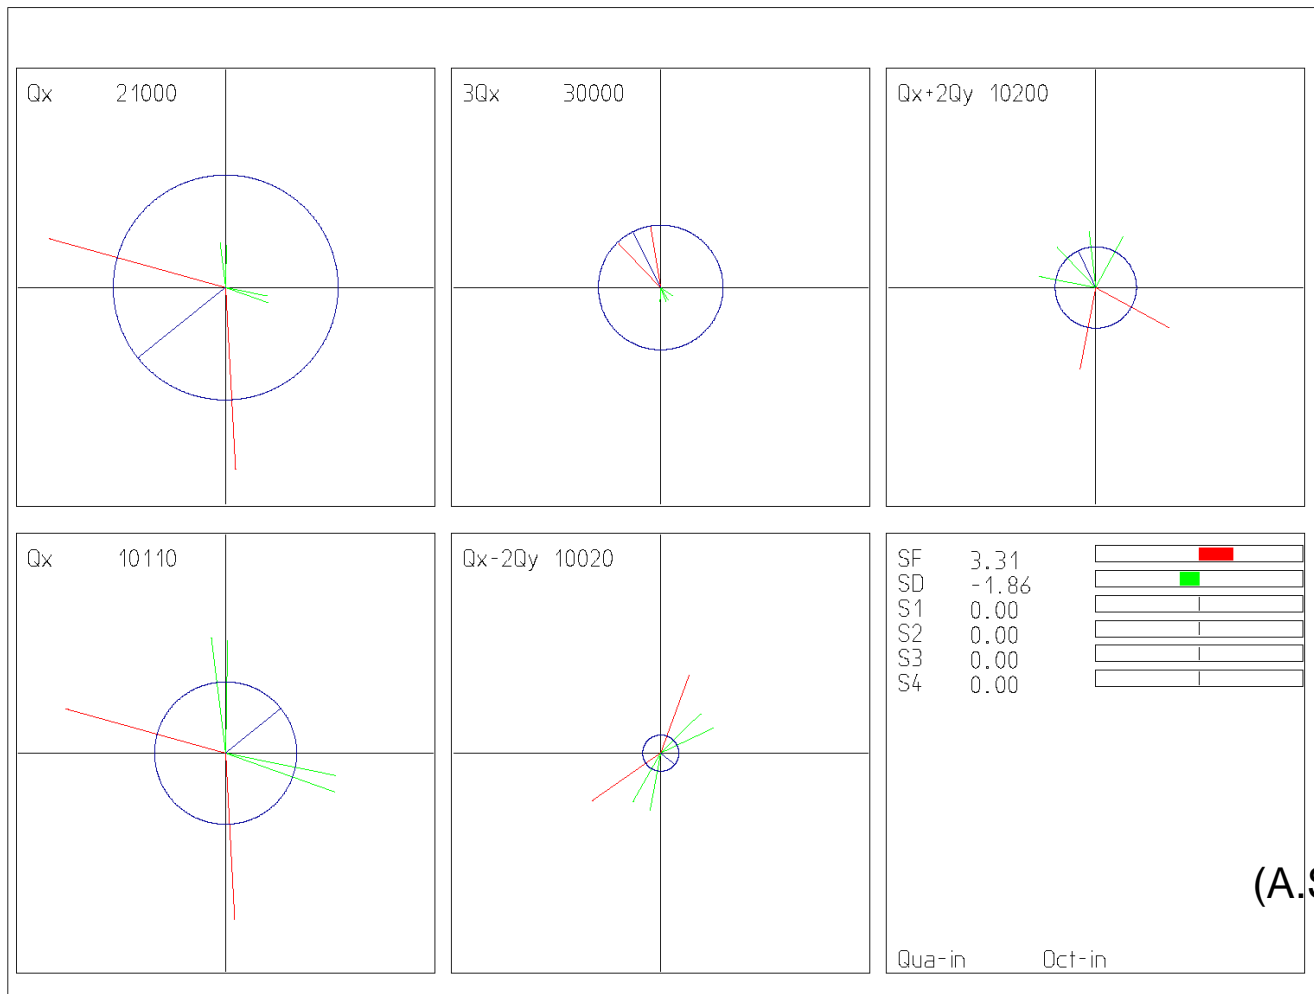 Qx 21000
3Qx 30000
Qx+2Qy 10200
Qx 10110
Qx-2Qy 10020
SF 3.31
SD -1.86
S1 0.00
S2 0.00
S3 0.00
S4 0.00
(A.S
Qua-in Oct-in